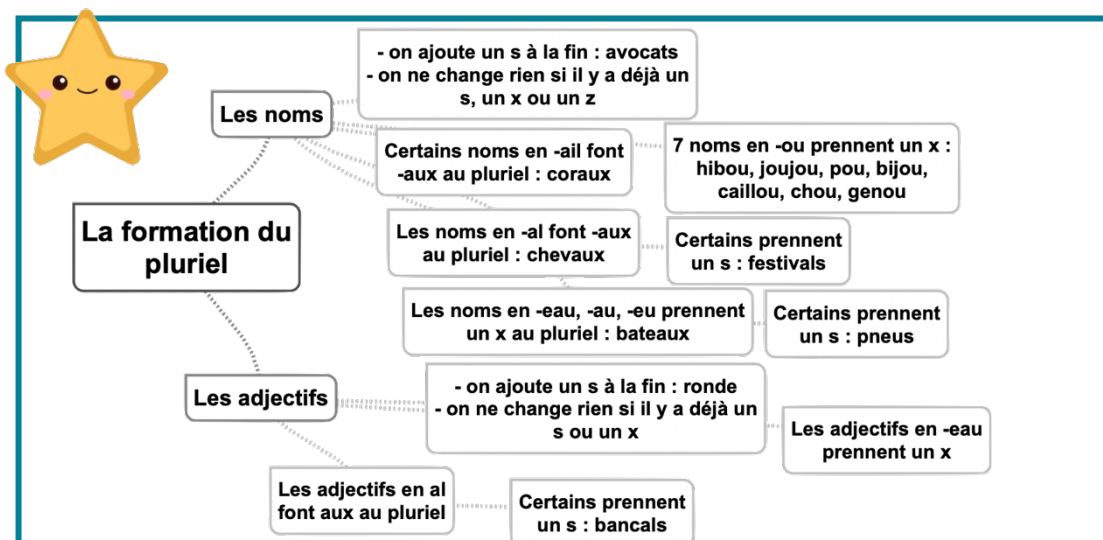 - on ajoute un s à la fin : avocats
- on ne change rien si il y a déjà un
s, un x ou un z
Les noms
Certains noms en -ail font
-aux au pluriel : coraux
7 noms en -ou prennent un x :
hibou, joujou, pou, bijou,
caillou, chou, genou
La formation du
pluriel
Les noms en -al font -aux
au pluriel : chevaux
Certains prennent
un s : festivals
Les noms en -eau, -au, -eu prennent
un x au pluriel : bateaux
Certains prennent
un s : pneus
Les adjectifs
- on ajoute un s à la fin : ronde
- on ne change rien si il y a déjà un
s ou un x
Les adjectifs en -eau
prennent un x
Les adjectifs en al
font aux au pluriel
Certains prennent
un s : bancals